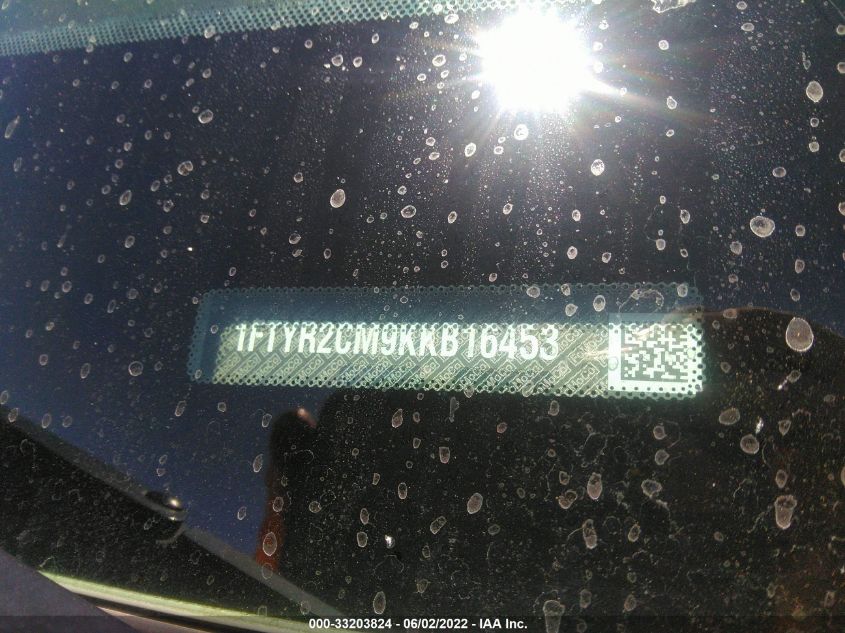 1FTYR2CM9KKB16453
000-33203824 - 06/02/2022 - IAA Inc.